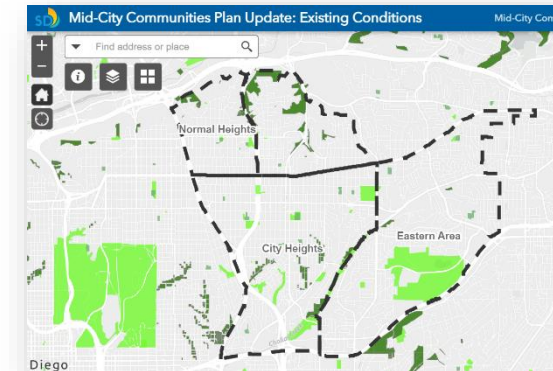 SD Mid-City Communities Plan Update: Existing Conditions
Mid-City Com
Find address or place
Normal Heights
City Heights
Eastern Area
Diego